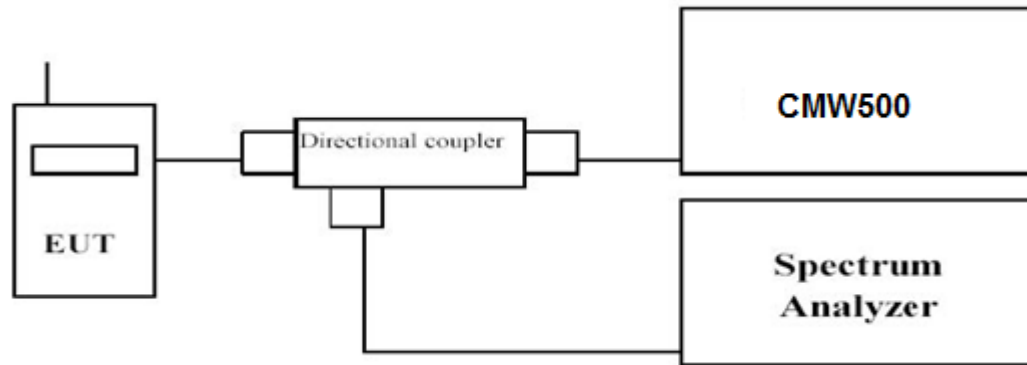 CMW500
Directional coupler
EUT
Spectrum
Analyzer